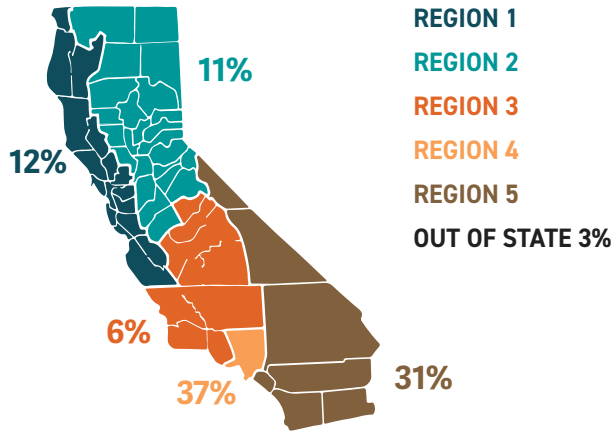 REGION 1
REGION 2
REGION 3
REGION 4
REGION 5
OUT OF STATE 3%
11%
12%
6%
37%
31%